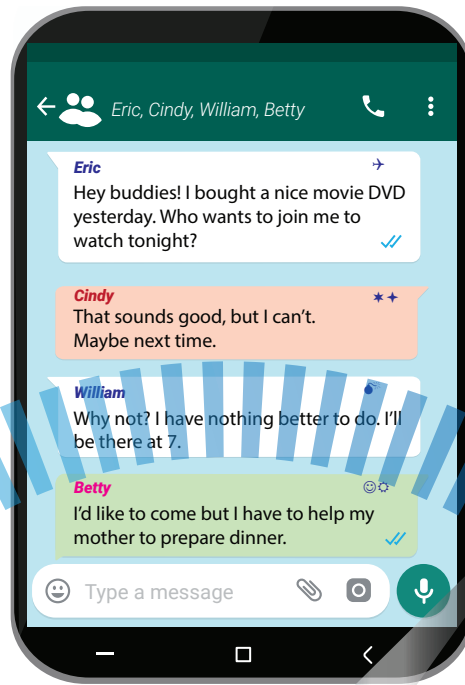 Eric, Cindy, William, Betty
Eric
Hey buddies! I bought a nice movie DVD
yesterday. Who wants to join me to
watch tonight?
Cindy
That sounds good, but I can't.
Maybe next time.
William
Why not? I have nothing better to do. I'll
be there at 7.
Betty
I'd like to come but I have to help my
mother to prepare dinner.
Type a message